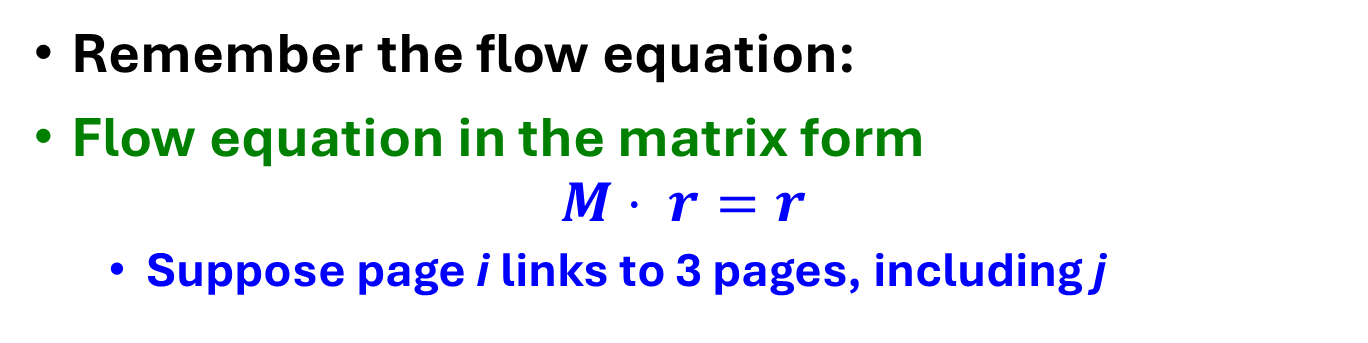 • Remember the flow equation:
• Flow equation in the matrix form
M · r = r
• Suppose page i links to 3 pages, including j